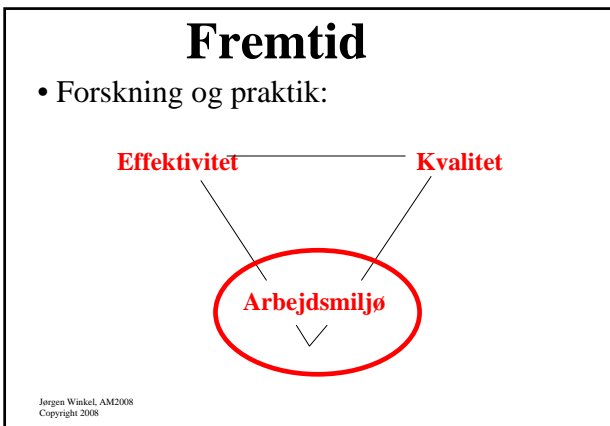 Fremtid
• Forskning og praktik:
Effektivitet Kvalitet
Arbejdsmiljø
Jørgen Winkel, AM2008
Copyright 2008